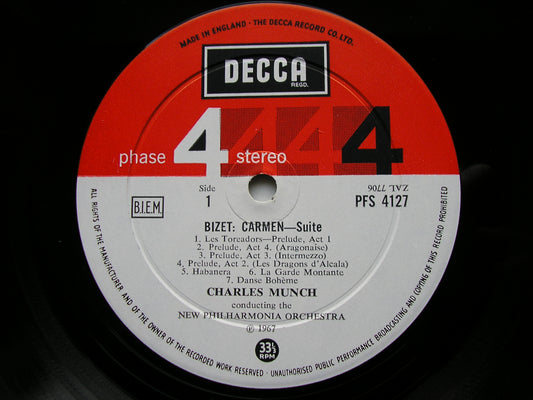 MADE IN ENGLAND · THE DECCA RECORD CO. LTD.
DECCA
REGD.
phase 4 stereo 4 4 4
Side
1
ZAL 7706
B.I.E.M.
PFS 4127
BIZET: CARMEN—Suite
1. Les Toreadors—Prelude, Act 1
2. Prelude, Act 4. (Aragonaise)
3. Prelude, Act 3. (Intermezzo)
4. Prelude, Act 2. (Les Dragons d'Alcala)
5. Habanera 6. La Garde Montante
7. Danse Bohème
CHARLES MUNCH
conducting the
NEW PHILHARMONIA ORCHESTRA
℗ 1967
33⅓
RPM
ALL RIGHTS OF THE MANUFACTURER AND OF THE OWNER OF THE RECORDED WORK RESERVED · UNAUTHORISED PUBLIC PERFORMANCE BROADCASTING AND COPYING OF THIS RECORD PROHIBITED